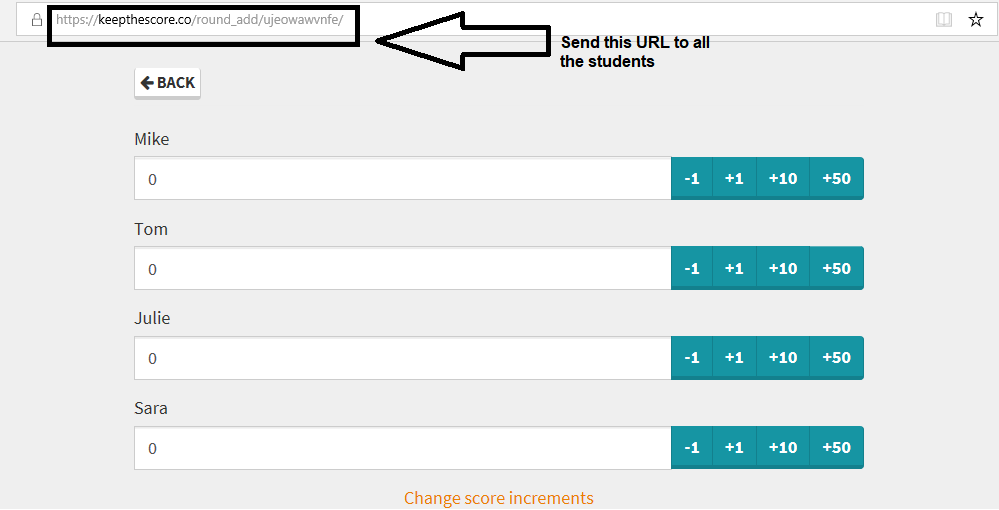 https://keepthescore.co/round_add/ujeowawvnfe/
Send this URL to all
the students
BACK
Mike
0 -1 +1 +10 +50
Tom
0 -1 +1 +10 +50
Julie
0 -1 +1 +10 +50
Sara
0 -1 +1 +10 +50
Change score increments